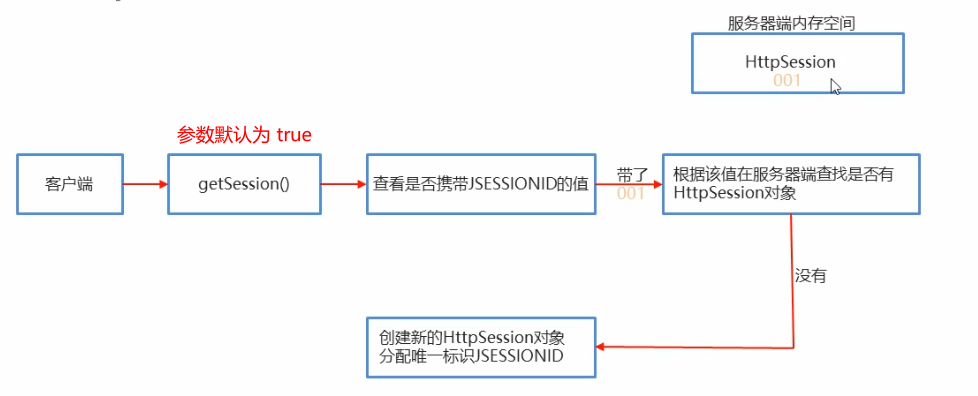 服务器端内存空间
HttpSession
001
参数默认为 true
客户端
getSession()
查看是否携带JSESSIONID的值
带了
001
根据该值在服务器端查找是否有
HttpSession对象
没有
创建新的HttpSession对象
分配唯一标识JSESSIONID